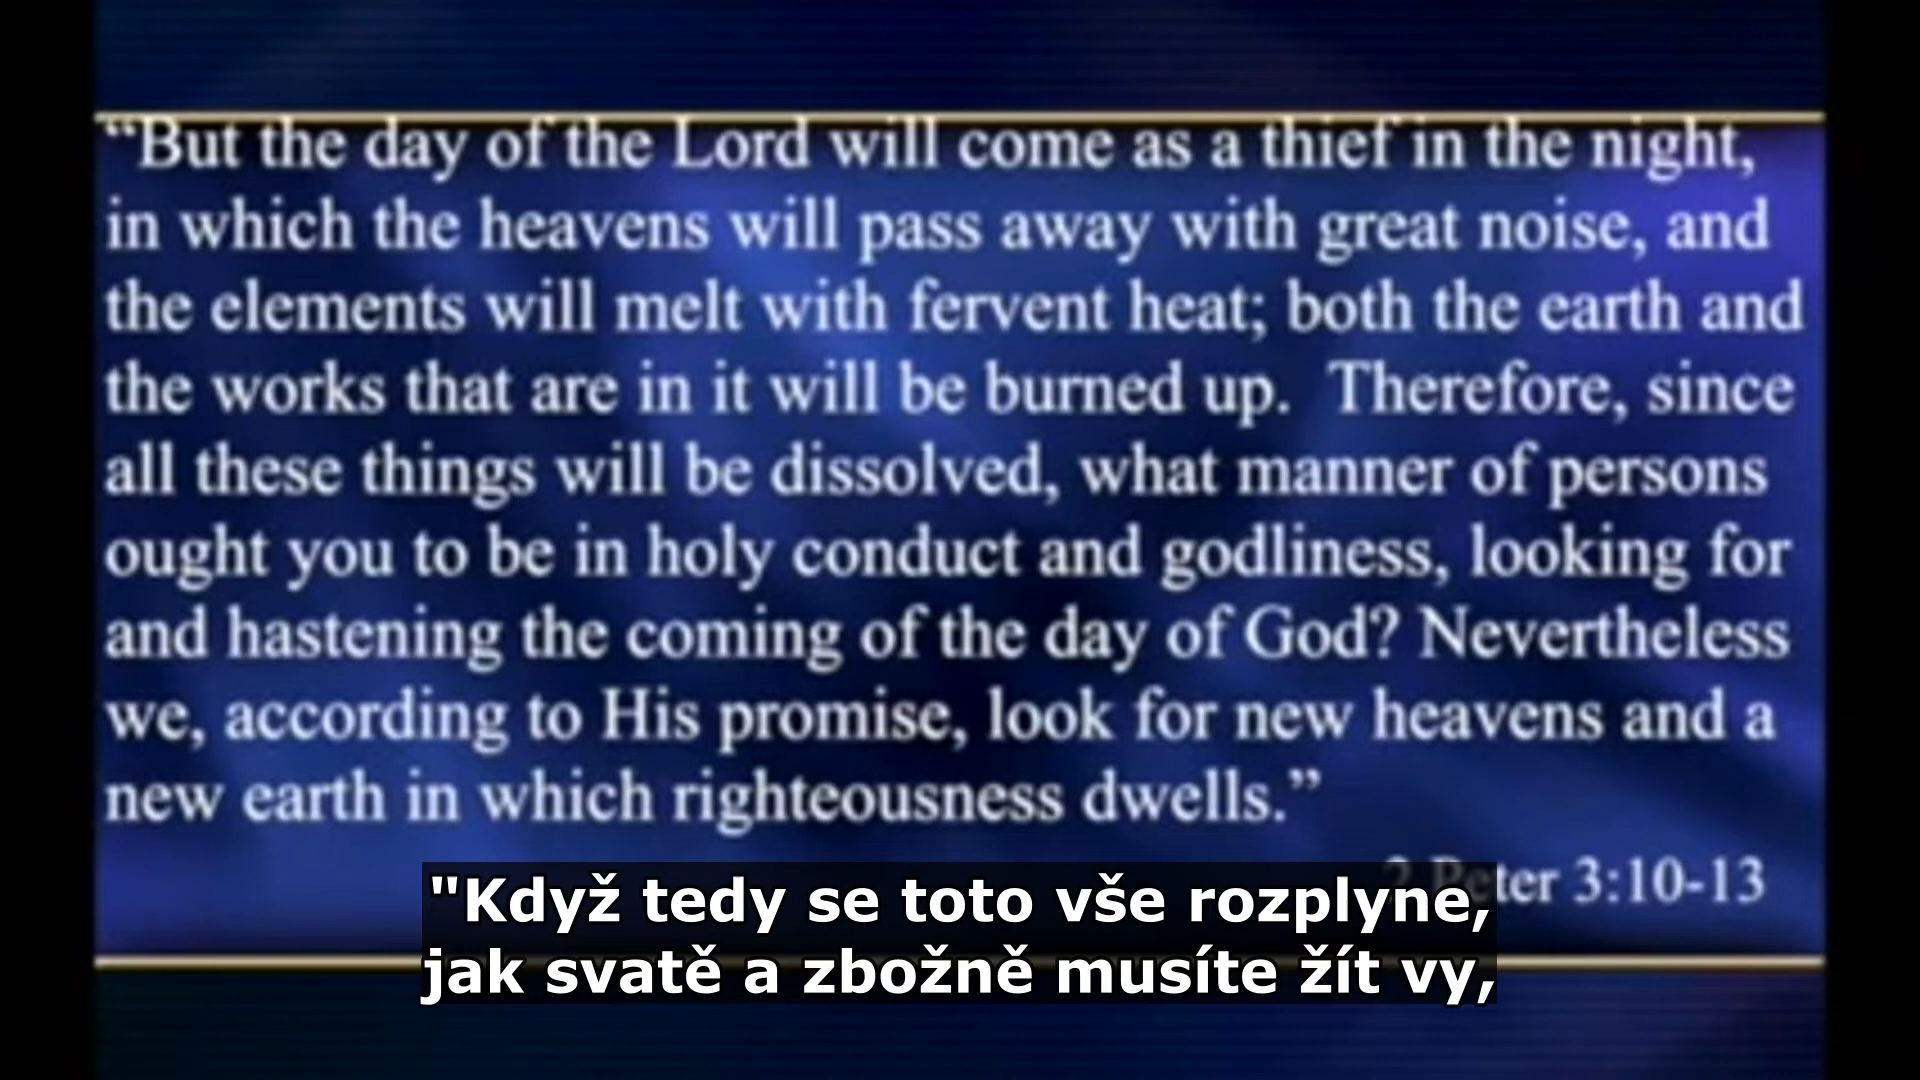 “But the day of the Lord will come as a thief in the night,
in which the heavens will pass away with great noise, and
the elements will melt with fervent heat; both the earth and
the works that are in it will be burned up.  Therefore, since
all these things will be dissolved, what manner of persons
ought you to be in holy conduct and godliness, looking for
and hastening the coming of the day of God? Nevertheless
we, according to His promise, look for new heavens and a
new earth in which righteousness dwells.”
2 Peter 3:10-13
"Když tedy se toto vše rozplyne,
jak svatě a zbožně musíte žít vy,